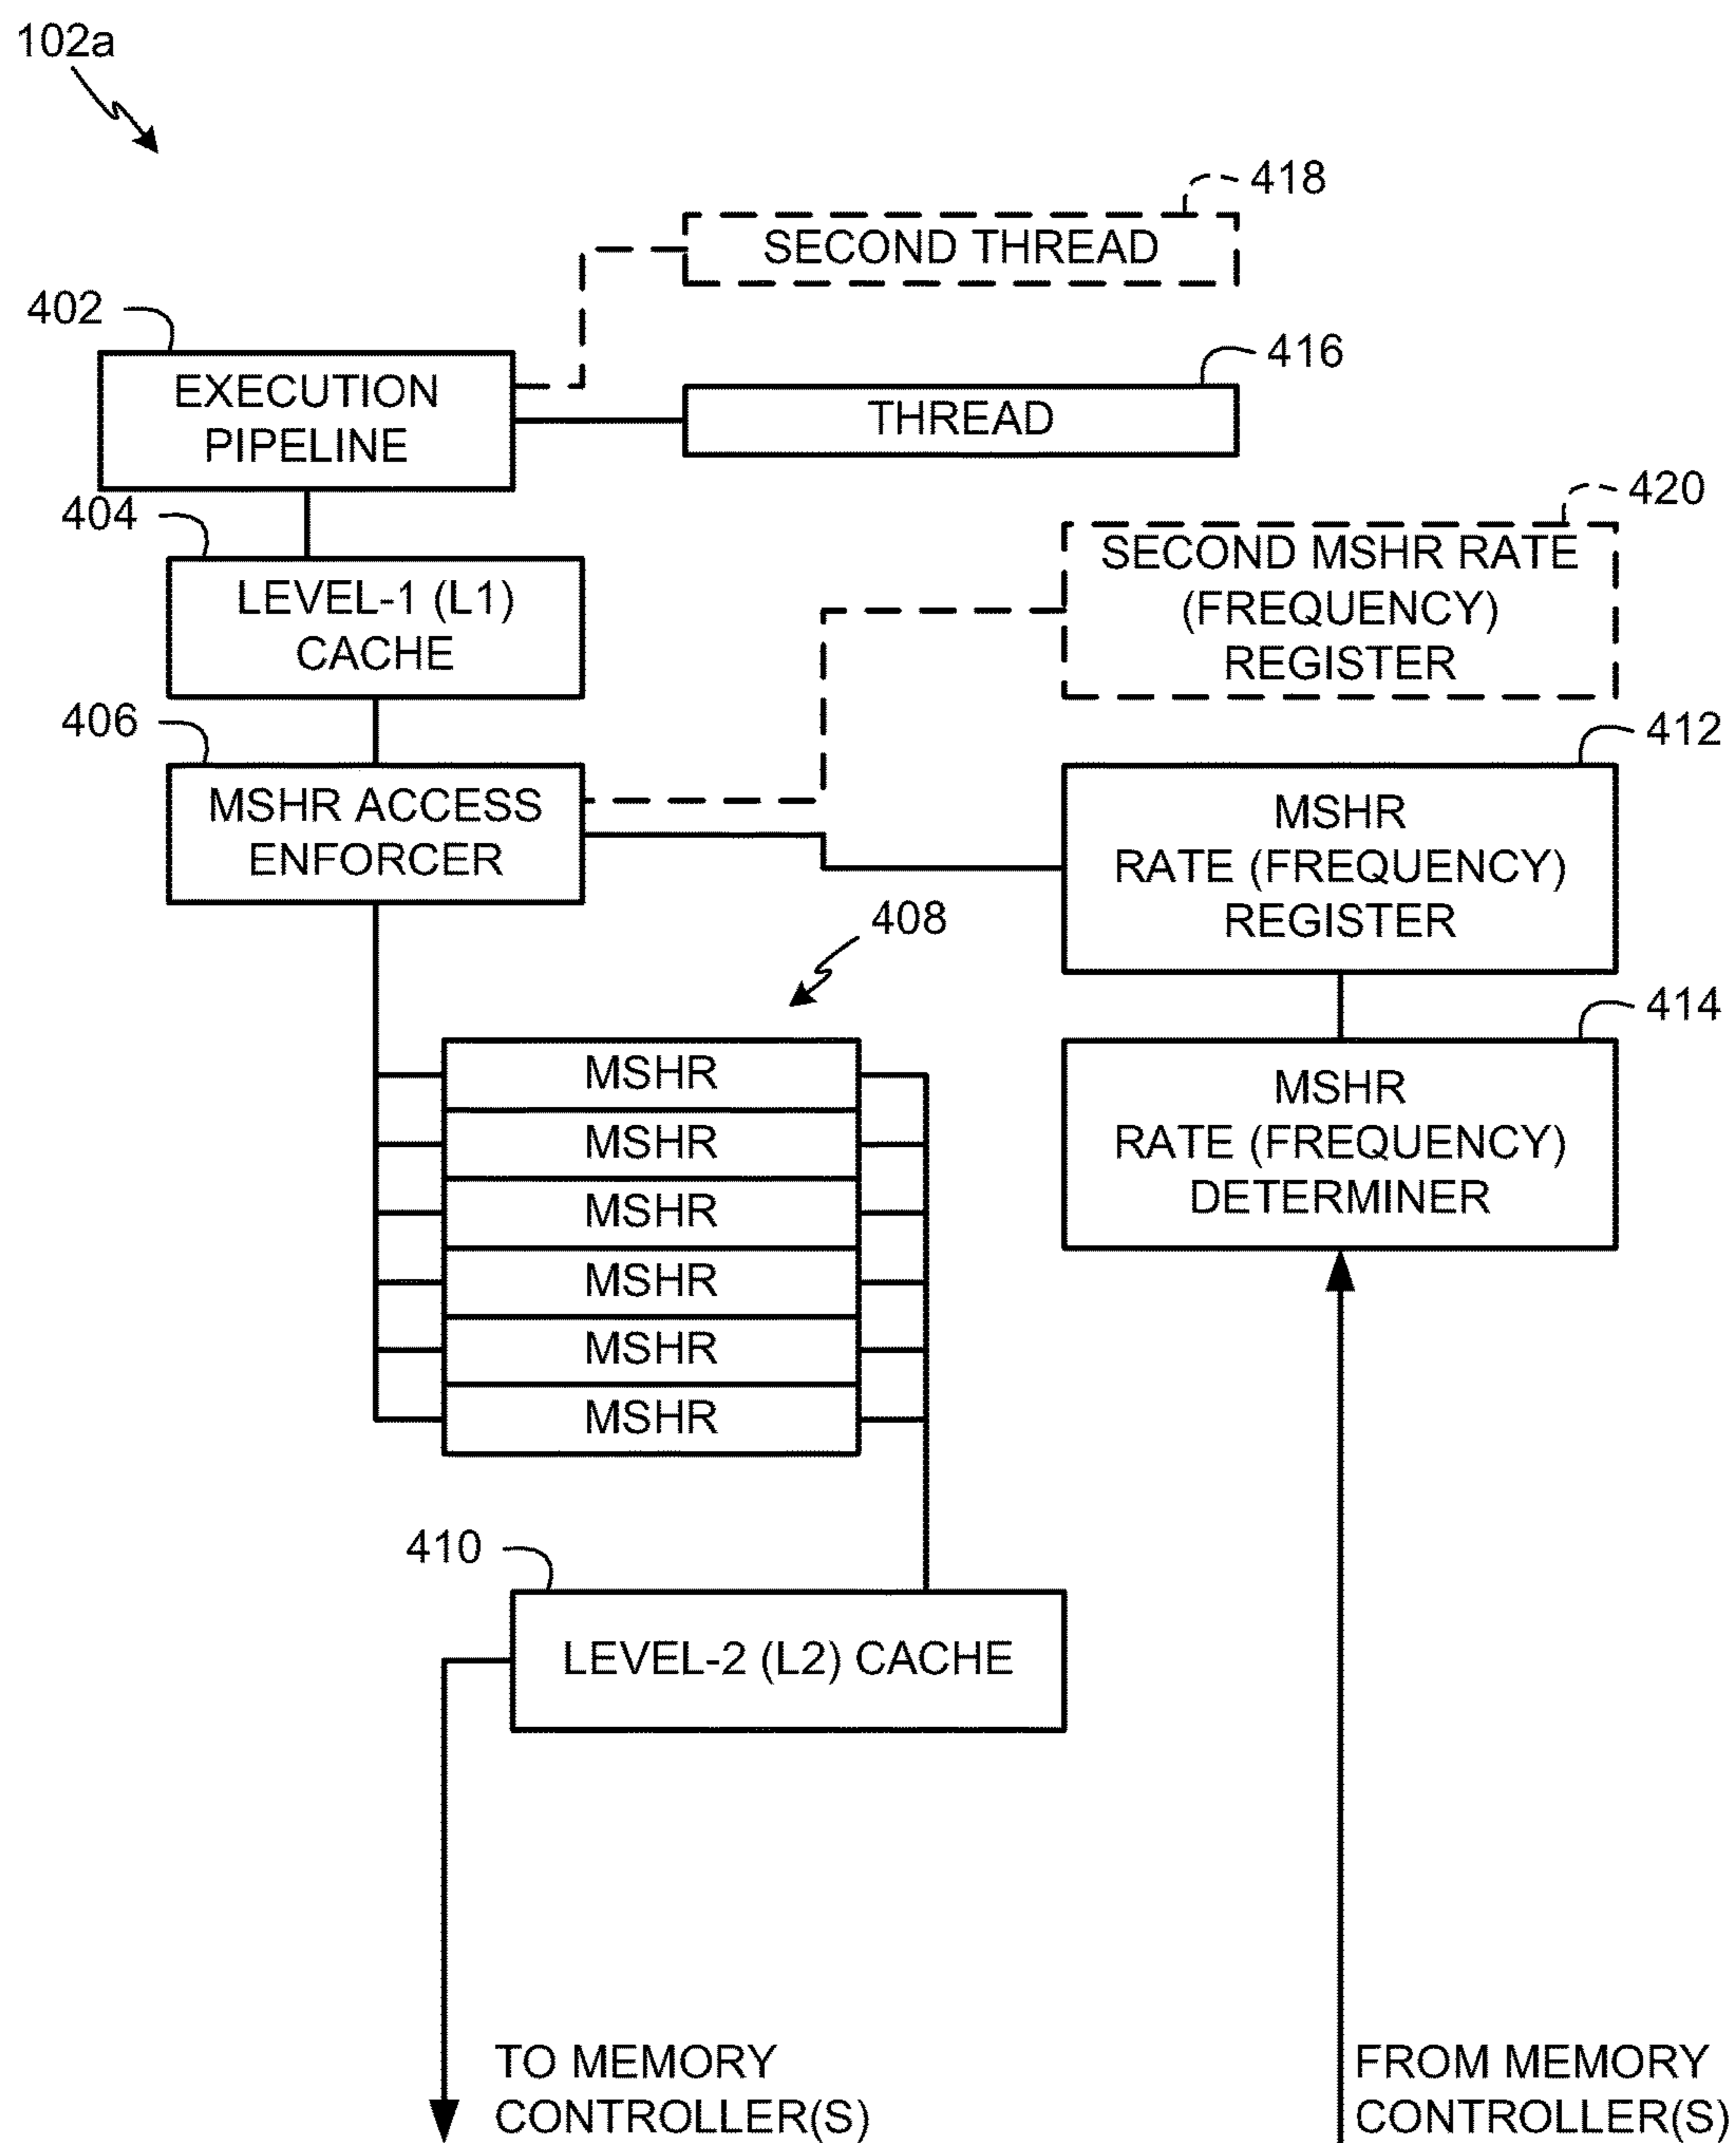 102a
418
SECOND THREAD
402
416
EXECUTION
PIPELINE
THREAD
404
420
LEVEL-1 (L1)
CACHE
SECOND MSHR RATE
(FREQUENCY)
REGISTER
406
412
MSHR ACCESS
ENFORCER
MSHR
RATE (FREQUENCY)
REGISTER
408
414
MSHR
MSHR
MSHR
MSHR
MSHR
MSHR
MSHR
RATE (FREQUENCY)
DETERMINER
410
LEVEL-2 (L2) CACHE
TO MEMORY
CONTROLLER(S)
FROM MEMORY
CONTROLLER(S)